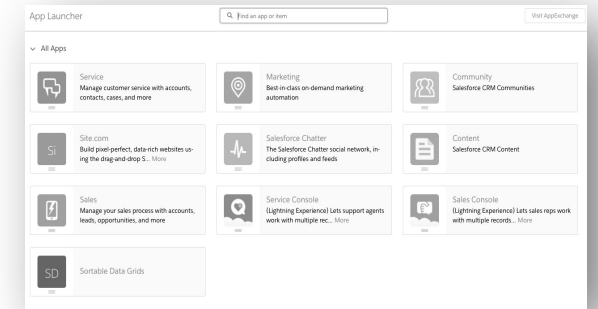 App Launcher
Find an app or item
Visit AppExchange
All Apps
Service
Manage customer service with accounts,
contacts, cases, and more
Marketing
Best-in-class on-demand marketing
automation
Community
Salesforce CRM Communities
Si
Site.com
Build pixel-perfect, data-rich websites us-
ing the drag-and-drop S... More
Salesforce Chatter
The Salesforce Chatter social network, in-
cluding profiles and feeds
Content
Salesforce CRM Content
Sales
Manage your sales process with accounts,
leads, opportunities, and more
Service Console
(Lightning Experience) Lets support agents
work with multiple rec... More
Sales Console
(Lightning Experience) Lets sales reps work
with multiple records... More
SD
Sortable Data Grids